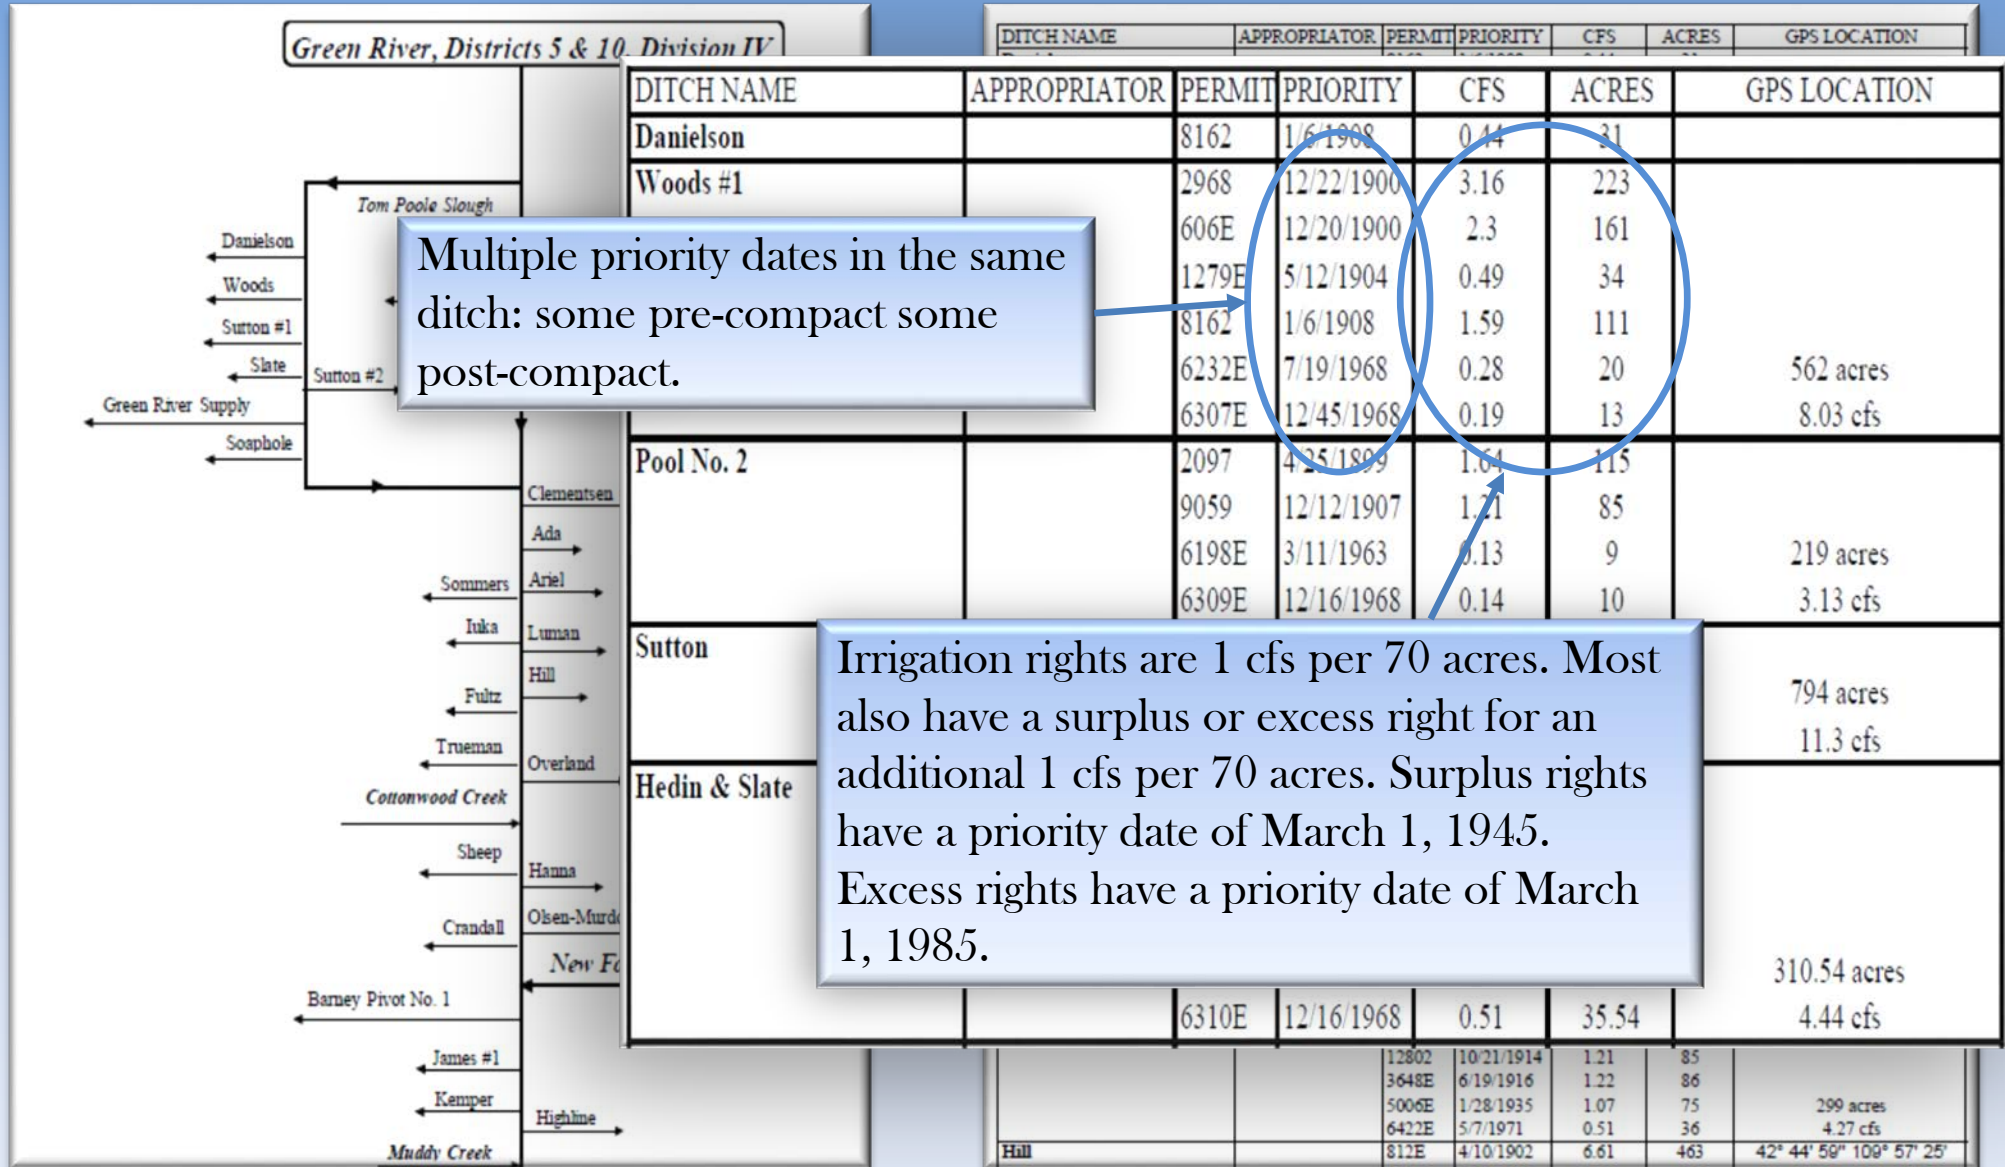 Green River, Districts 5 & 10, Division IV
Tom Poole Slough
Danielson
Woods
Sutton #1
Slate
Sutton #2
Green River Supply
Soaphole
Clementsen
Ada
Sommers
Ariel
Iuka
Luman
Hill
Fultz
Trueman
Overland
Cottonwood Creek
Sheep
Hanna
Crandall
New
Barney Pivot No. 1
James #1
Kemper
Highline
Muddy Creek
DITCH NAME APPROPRIATOR PERMIT PRIORITY CFS ACRES GPS LOCATION
DITCH NAME APPROPRIATOR PERMIT PRIORITY CFS ACRES GPS LOCATION
Danielson 8162 1/6/1908 0.44 31
Woods #1 2968 12/22/1900 3.16 223
606E 12/20/1900 2.3 161
1279E 5/12/1904 0.49 34
8162 1/6/1908 1.59 111
6232E 7/19/1968 0.28 20 562 acres
6307E 12/45/1968 0.19 13 8.03 cfs
Pool No. 2 2097 4/25/1899 1.64 115
9059 12/12/1907 1.21 85
6198E 3/11/1963 0.13 9 219 acres
6309E 12/16/1968 0.14 10 3.13 cfs
Sutton
794 acres
11.3 cfs
Hedin & Slate
310.54 acres
6310E 12/16/1968 0.51 35.54 4.44 cfs
Multiple priority dates in the same
ditch: some pre-compact some
post-compact.
Irrigation rights are 1 cfs per 70 acres. Most
also have a surplus or excess right for an
additional 1 cfs per 70 acres. Surplus rights
have a priority date of March 1, 1945.
Excess rights have a priority date of March
1, 1985.
12802 10/21/1914 1.21 85
3648E 6/19/1916 1.22 86
5006E 1/28/1935 1.07 75 299 acres
6422E 5/7/1971 0.51 36 4.27 cfs
Hill 812E 4/10/1902 6.61 463 42° 44' 59" 109° 57' 25"